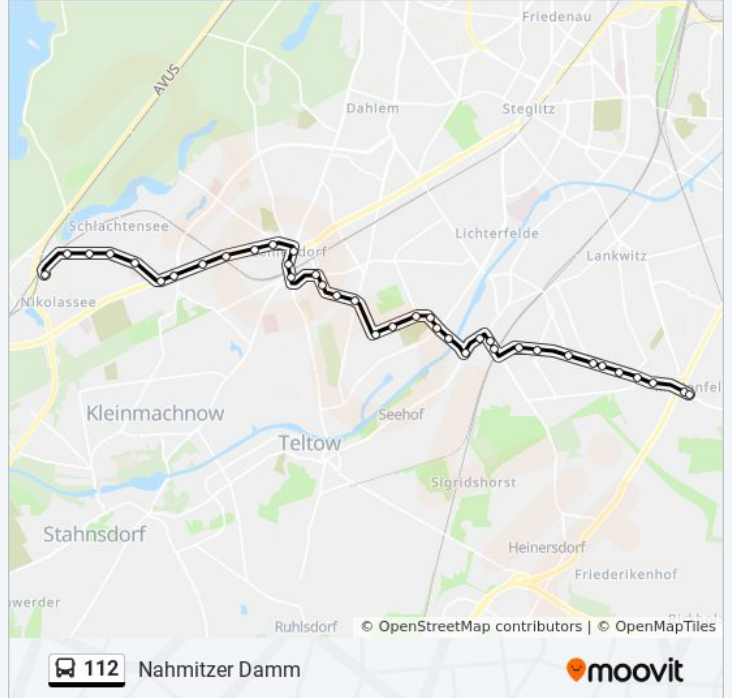 Friedenau
AVUS
Dahlem
Steglitz
Schlachtensee
Lichterfelde
Lankwitz
Nikolassee
Kleinmachnow
Seehof
Teltow
Sigridshorst
Stahnsdorf
Heinersdorf
Friederikenhof
werder
Ruhlsdorf
© OpenStreetMap contributors | © OpenMapTiles
112 Nahmitzer Damm
moovit